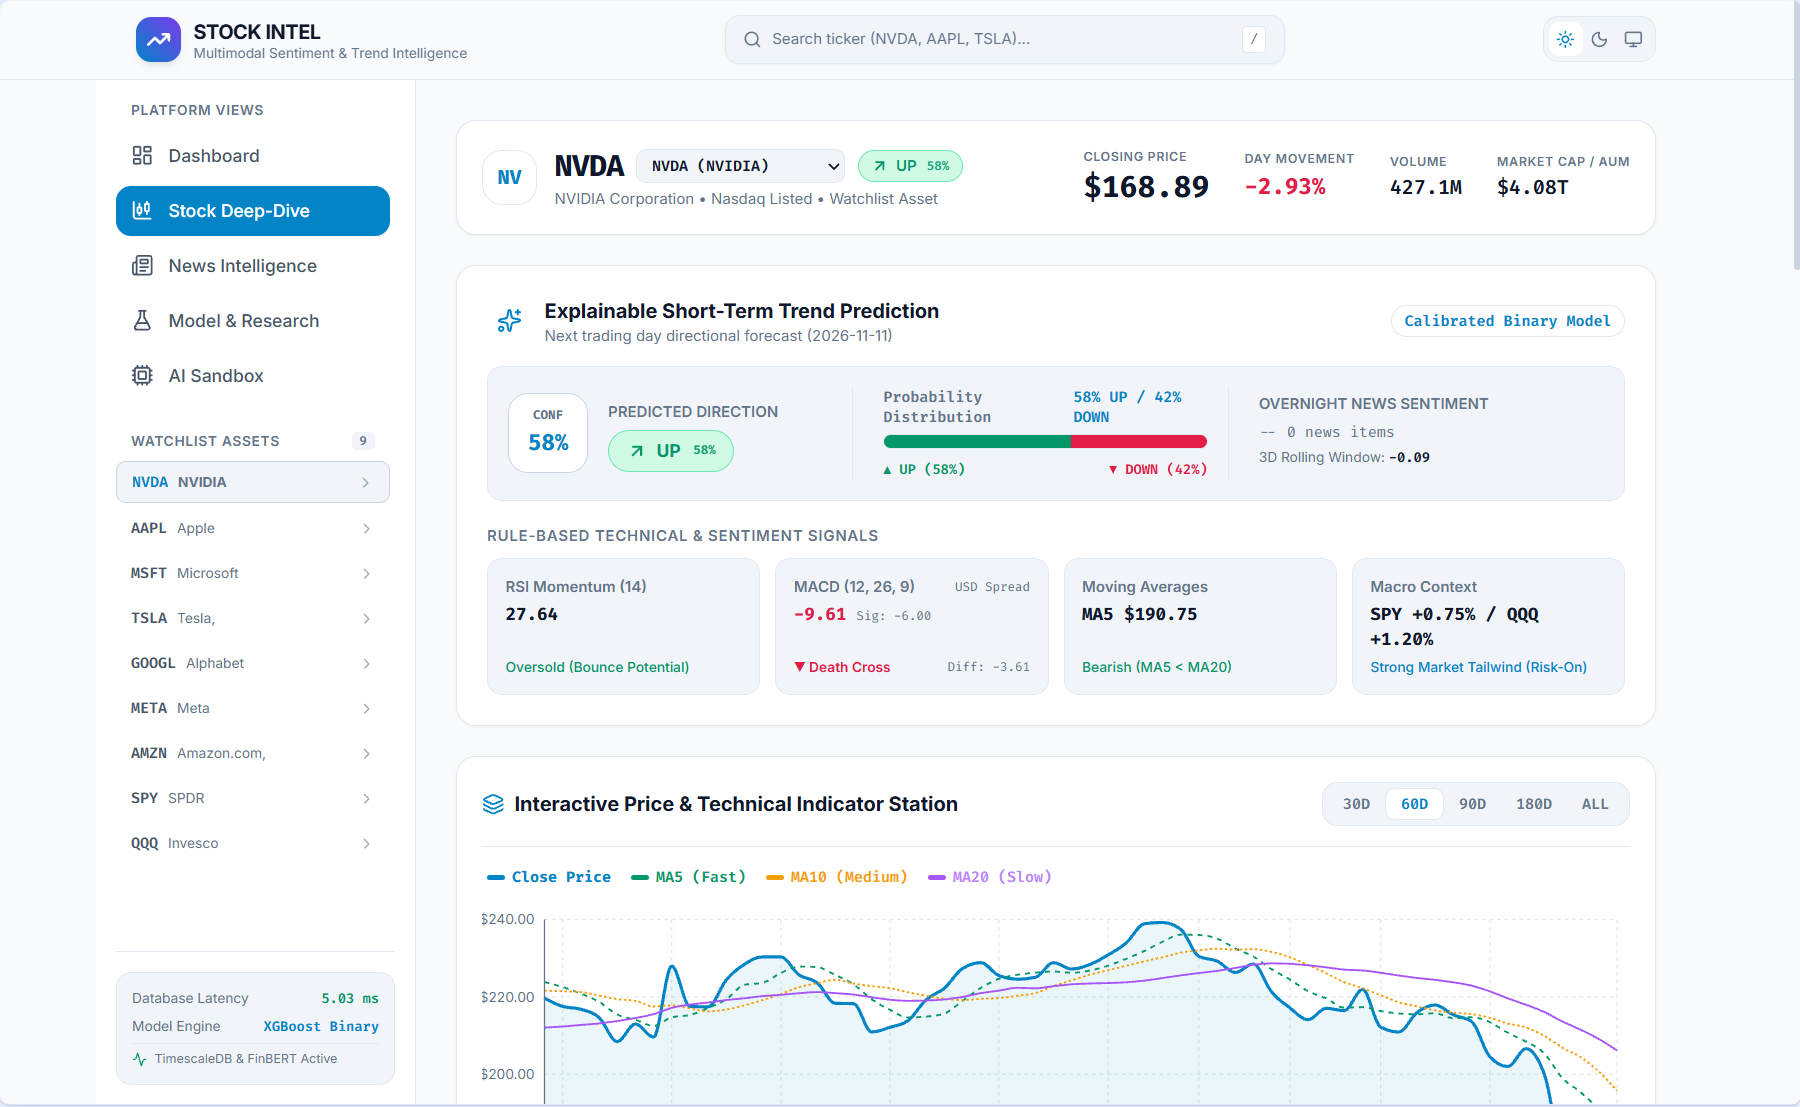 STOCK INTEL
Multimodal Sentiment & Trend Intelligence
Search ticker (NVDA, AAPL, TSLA)...
/
PLATFORM VIEWS
Dashboard
Stock Deep-Dive
News Intelligence
Model & Research
AI Sandbox
WATCHLIST ASSETS 9
NVDA NVIDIA
AAPL Apple
MSFT Microsoft
TSLA Tesla,
GOOGL Alphabet
META Meta
AMZN Amazon.com,
SPY SPDR
QQQ Invesco
Database Latency 5.03 ms
Model Engine XGBoost Binary
TimescaleDB & FinBERT Active
NV
NVDA NVDA (NVIDIA) UP 58%
NVIDIA Corporation • Nasdaq Listed • Watchlist Asset
CLOSING PRICE
$168.89
DAY MOVEMENT
-2.93%
VOLUME
427.1M
MARKET CAP / AUM
$4.08T
Explainable Short-Term Trend Prediction
Next trading day directional forecast (2026-11-11)
Calibrated Binary Model
CONF
58%
PREDICTED DIRECTION
UP 58%
Probability Distribution
58% UP / 42% DOWN
▲ UP (58%)
▼ DOWN (42%)
OVERNIGHT NEWS SENTIMENT
-- 0 news items
3D Rolling Window: -0.09
RULE-BASED TECHNICAL & SENTIMENT SIGNALS
RSI Momentum (14)
27.64
Oversold (Bounce Potential)
MACD (12, 26, 9) USD Spread
-9.61 Sig: -6.00
▼ Death Cross Diff: -3.61
Moving Averages
MA5 $190.75
Bearish (MA5 < MA20)
Macro Context
SPY +0.75% / QQQ
+1.20%
Strong Market Tailwind (Risk-On)
Interactive Price & Technical Indicator Station
30D 60D 90D 180D ALL
Close Price MA5 (Fast) MA10 (Medium) MA20 (Slow)
$240.00
$220.00
$200.00